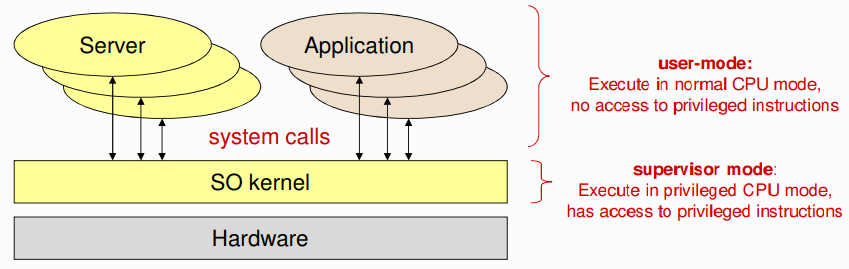 Server
Application
system calls
SO kernel
Hardware
user-mode:
Execute in normal CPU mode,
no access to privileged instructions
supervisor mode:
Execute in privileged CPU mode,
has access to privileged instructions